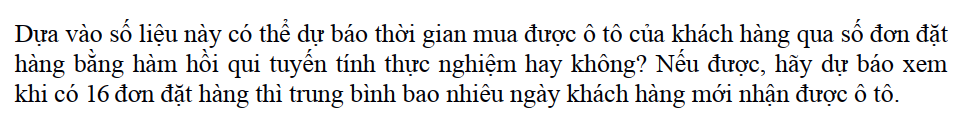 Dựa vào số liệu này có thể dự báo thời gian mua được ô tô của khách hàng qua số đơn đặt
hàng bằng hàm hồi qui tuyến tính thực nghiệm hay không? Nếu được, hãy dự báo xem
khi có 16 đơn đặt hàng thì trung bình bao nhiêu ngày khách hàng mới nhận được ô tô.